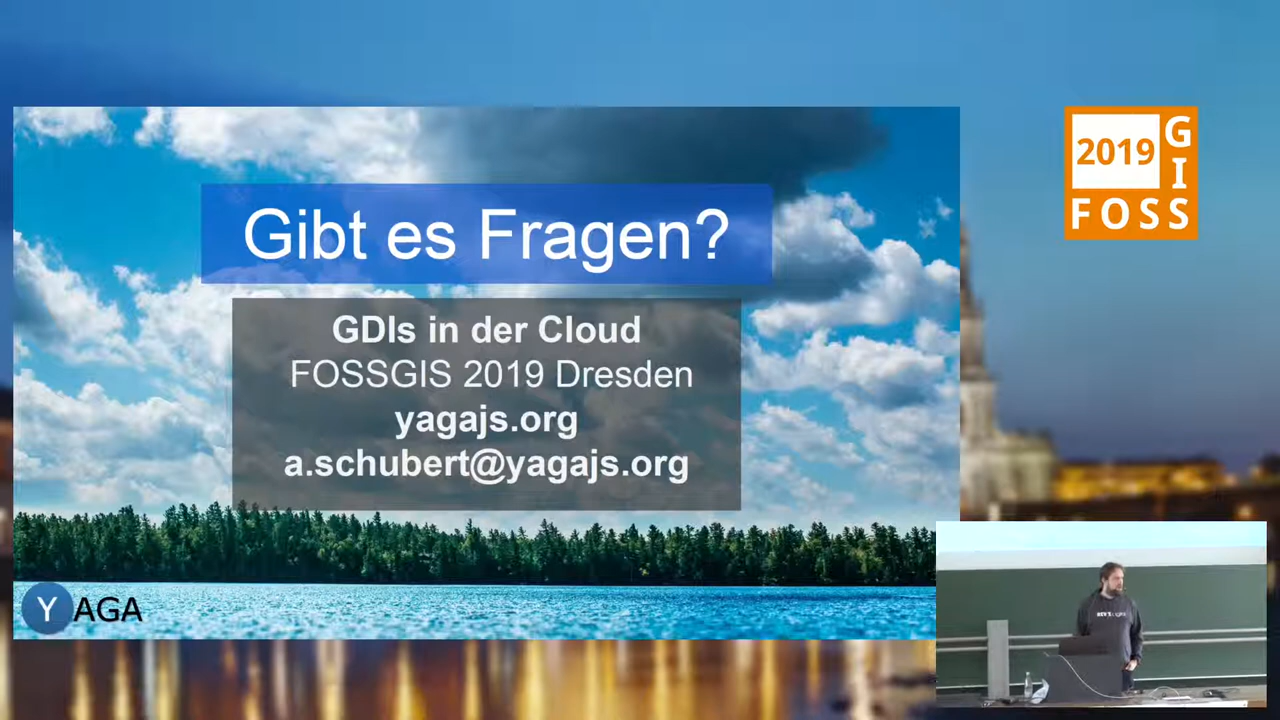 Gibt es Fragen?
GDIs in der Cloud
FOSSGIS 2019 Dresden
yagajs.org
a.schubert@yagajs.org
YAGA
2019
G
I
FOSS